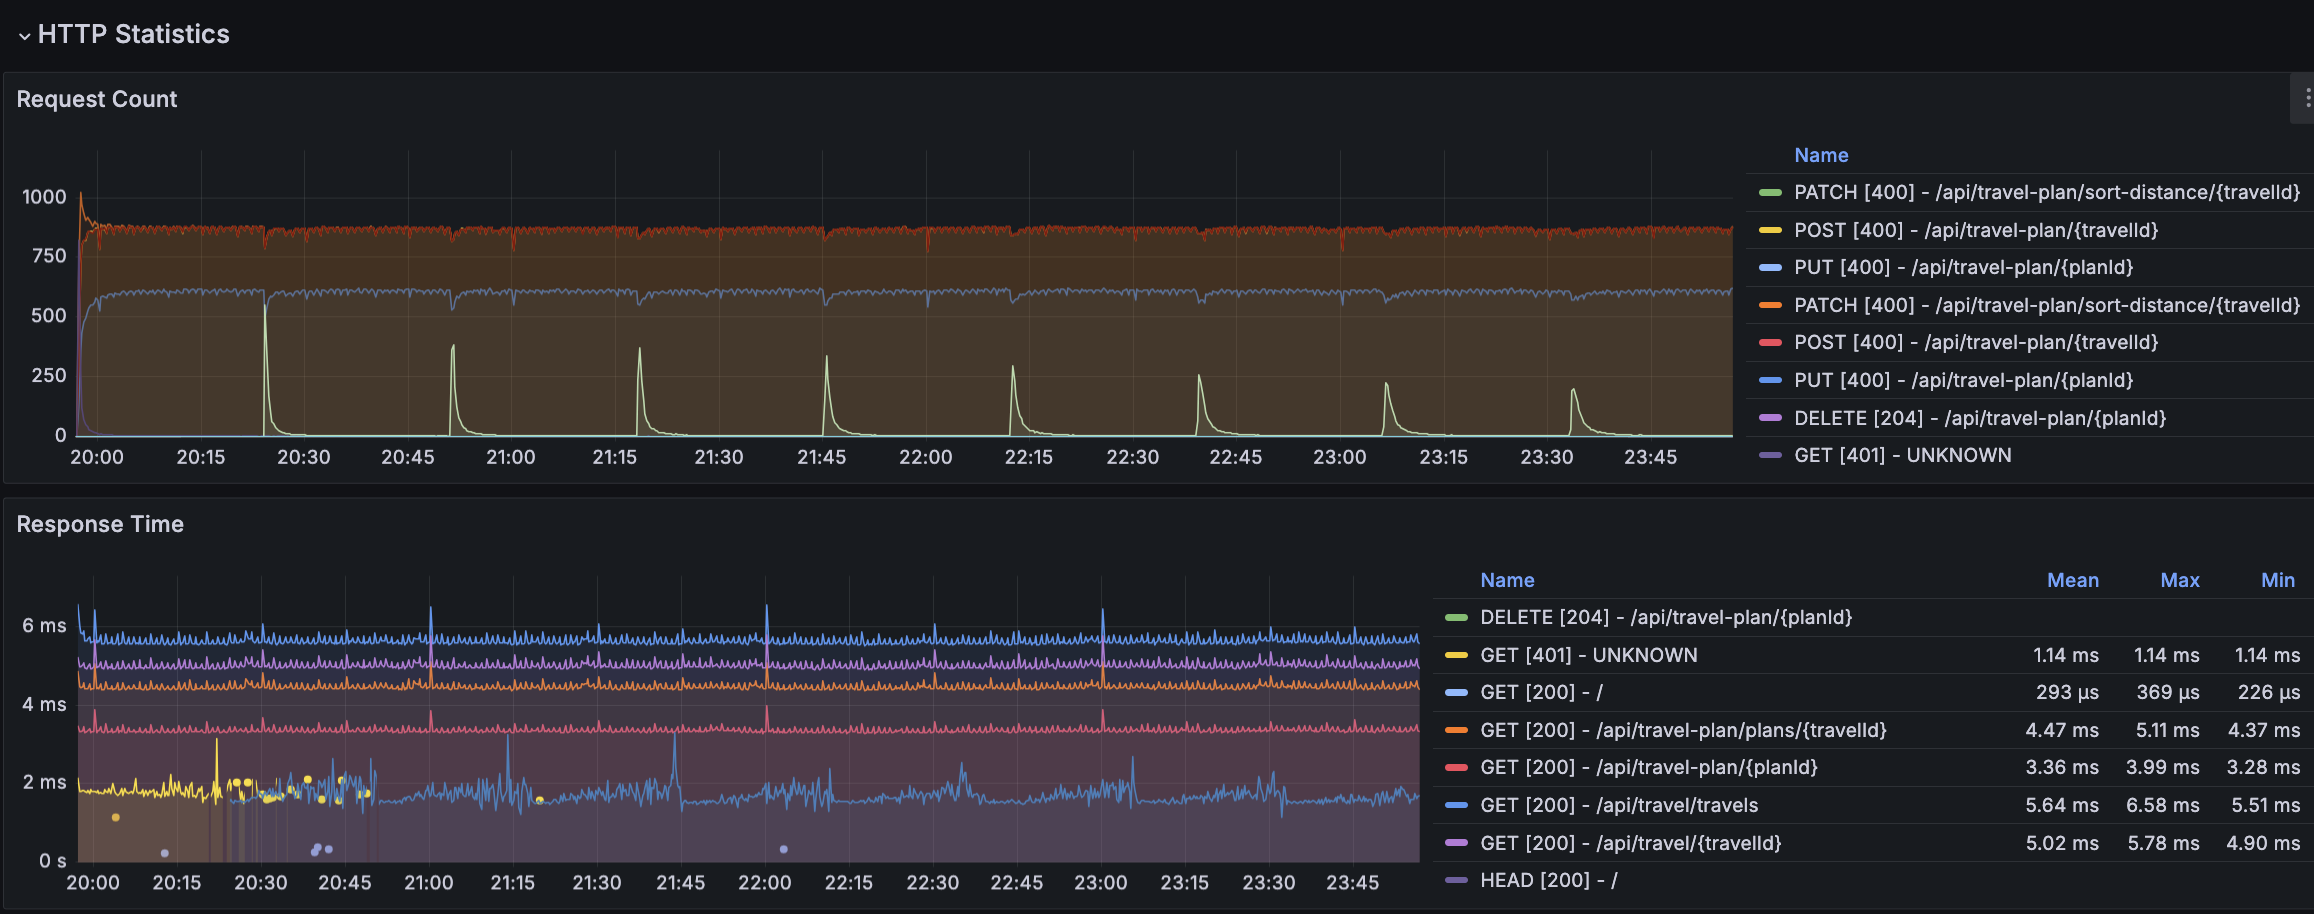 HTTP Statistics
Request Count
1000
750
500
250
0
20:00 20:15 20:30 20:45 21:00 21:15 21:30 21:45 22:00 22:15 22:30 22:45 23:00 23:15 23:30 23:45
Name
PATCH [400] - /api/travel-plan/sort-distance/{travelId}
POST [400] - /api/travel-plan/{travelId}
PUT [400] - /api/travel-plan/{planId}
PATCH [400] - /api/travel-plan/sort-distance/{travelId}
POST [400] - /api/travel-plan/{travelId}
PUT [400] - /api/travel-plan/{planId}
DELETE [204] - /api/travel-plan/{planId}
GET [401] - UNKNOWN
Response Time
6 ms
4 ms
2 ms
0 s
20:00 20:15 20:30 20:45 21:00 21:15 21:30 21:45 22:00 22:15 22:30 22:45 23:00 23:15 23:30 23:45
Name Mean Max Min
DELETE [204] - /api/travel-plan/{planId}
GET [401] - UNKNOWN 1.14 ms 1.14 ms 1.14 ms
GET [200] - / 293 µs 369 µs 226 µs
GET [200] - /api/travel-plan/plans/{travelId} 4.47 ms 5.11 ms 4.37 ms
GET [200] - /api/travel-plan/{planId} 3.36 ms 3.99 ms 3.28 ms
GET [200] - /api/travel/travels 5.64 ms 6.58 ms 5.51 ms
GET [200] - /api/travel/{travelId} 5.02 ms 5.78 ms 4.90 ms
HEAD [200] - /